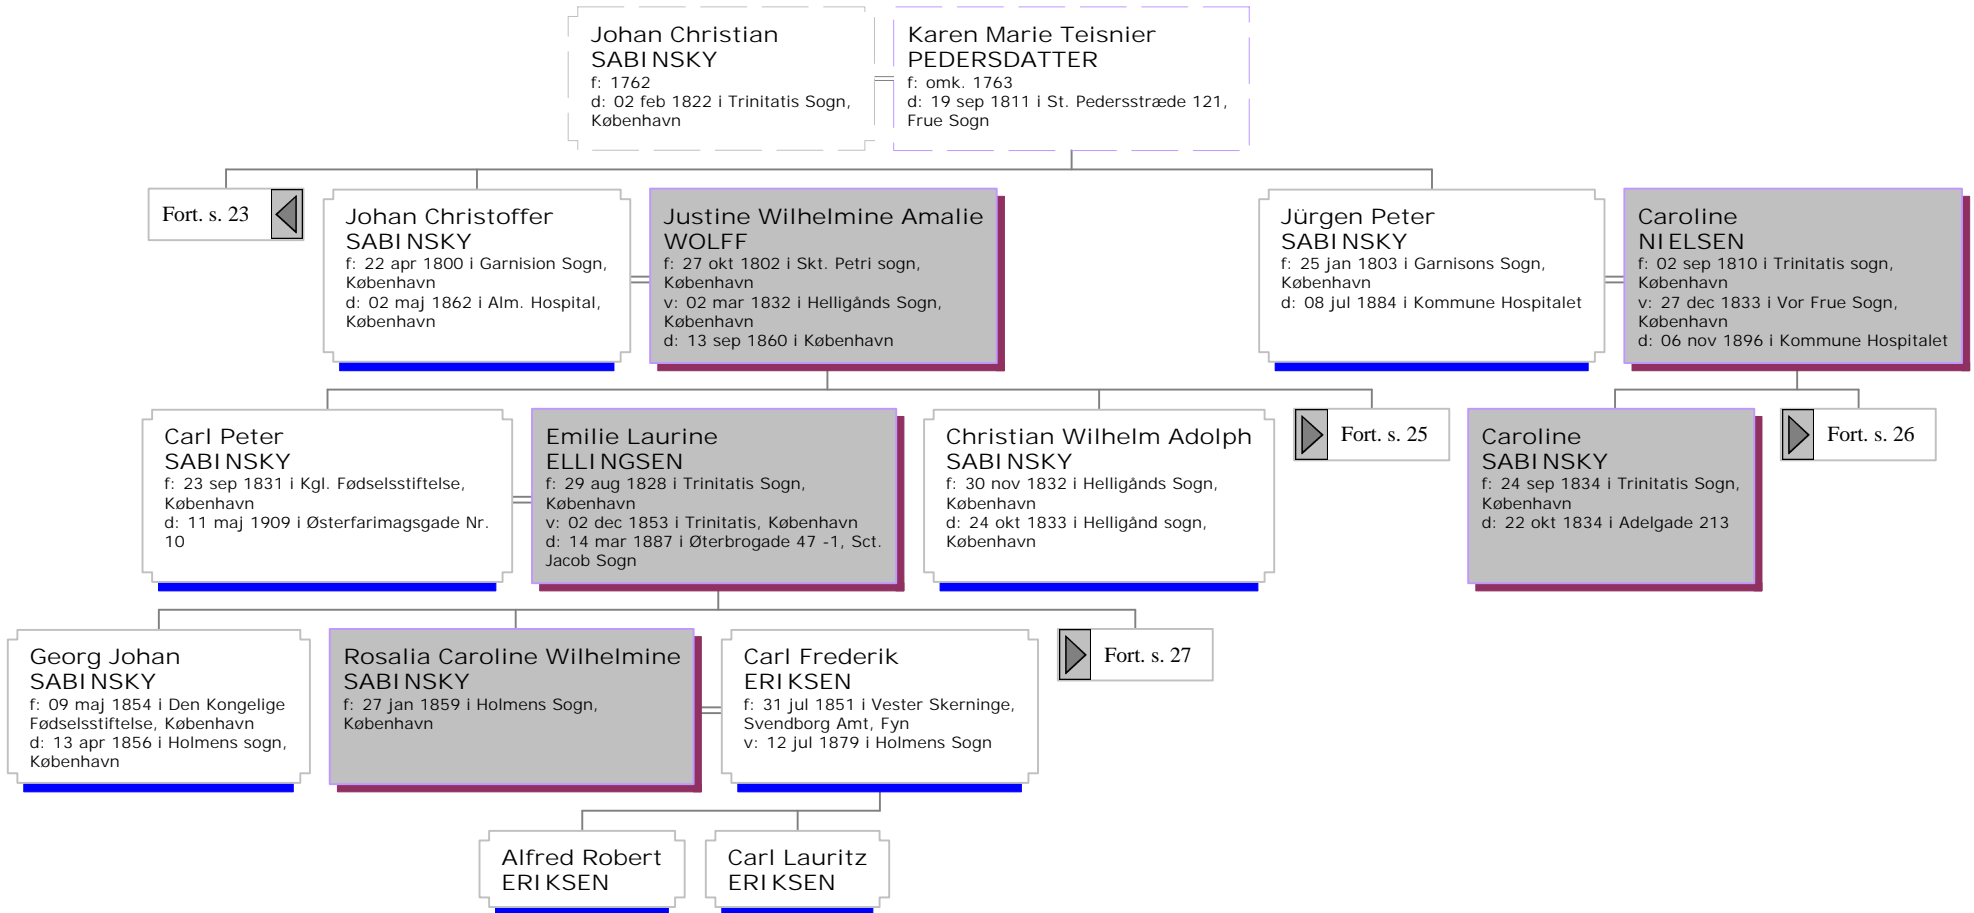 Johan Christian
SABINSKY
f: 1762
d: 02 feb 1822 i Trinitatis Sogn,
København
Karen Marie Teisnier
PEDERSDATTER
f: omk. 1763
d: 19 sep 1811 i St. Pedersstræde 121,
Frue Sogn
Fort. s. 23
Johan Christoffer
SABINSKY
f: 22 apr 1800 i Garnision Sogn,
København
d: 02 maj 1862 i Alm. Hospital,
København
Justine Wilhelmine Amalie
WOLFF
f: 27 okt 1802 i Skt. Petri sogn,
København
v: 02 mar 1832 i Helligånds Sogn,
København
d: 13 sep 1860 i København
Jürgen Peter
SABINSKY
f: 25 jan 1803 i Garnisons Sogn,
København
d: 08 jul 1884 i Kommune Hospitalet
Caroline
NIELSEN
f: 02 sep 1810 i Trinitatis sogn,
København
v: 27 dec 1833 i Vor Frue Sogn,
København
d: 06 nov 1896 i Kommune Hospitalet
Carl Peter
SABINSKY
f: 23 sep 1831 i Kgl. Fødselsstiftelse,
København
d: 11 maj 1909 i Østerfarimagsgade Nr.
10
Emilie Laurine
ELLINGSEN
f: 29 aug 1828 i Trinitatis Sogn,
København
v: 02 dec 1853 i Trinitatis, København
d: 14 mar 1887 i Øterbrogade 47 -1, Sct.
Jacob Sogn
Christian Wilhelm Adolph
SABINSKY
f: 30 nov 1832 i Helligånds Sogn,
København
d: 24 okt 1833 i Helligånd sogn,
København
Fort. s. 25
Caroline
SABINSKY
f: 24 sep 1834 i Trinitatis Sogn,
København
d: 22 okt 1834 i Adelgade 213
Fort. s. 26
Georg Johan
SABINSKY
f: 09 maj 1854 i Den Kongelige
Fødselsstiftelse, København
d: 13 apr 1856 i Holmens sogn,
København
Rosalia Caroline Wilhelmine
SABINSKY
f: 27 jan 1859 i Holmens Sogn,
København
Carl Frederik
ERIKSEN
f: 31 jul 1851 i Vester Skerninge,
Svendborg Amt, Fyn
v: 12 jul 1879 i Holmens Sogn
Fort. s. 27
Alfred Robert
ERIKSEN
Carl Lauritz
ERIKSEN